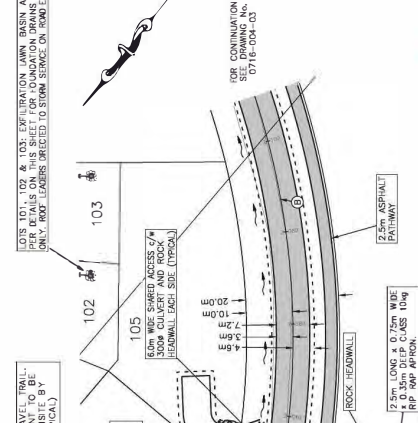 LOTS 101, 102 & 103: EXFILTRATION LAWN BASIN A
PER DETAILS ON THIS SHEET FOR FOUNDATION DRAINS
ONLY. ROOF LEADERS DIRECTED TO STORM SERVICE ON ROAD E
FOR CONTINUATION
SEE DRAWING No.
0716-004-03
AVEL TRAIL.
NT TO BE
SITE BY
PICAL)
102
103
105
6.0m WIDE SHARED ACCESS c/w
300ø CULVERT AND ROCK
HEADWALL EACH SIDE (TYPICAL)
20.0m
10.0m
7.2m
3.6m
4.6m
B
2.5m ASPHALT
PATHWAY
ROCK HEADWALL
2.5m LONG x 0.75m WIDE
x 0.35m DEEP CLASS 10kg
RIP RAP APRON.